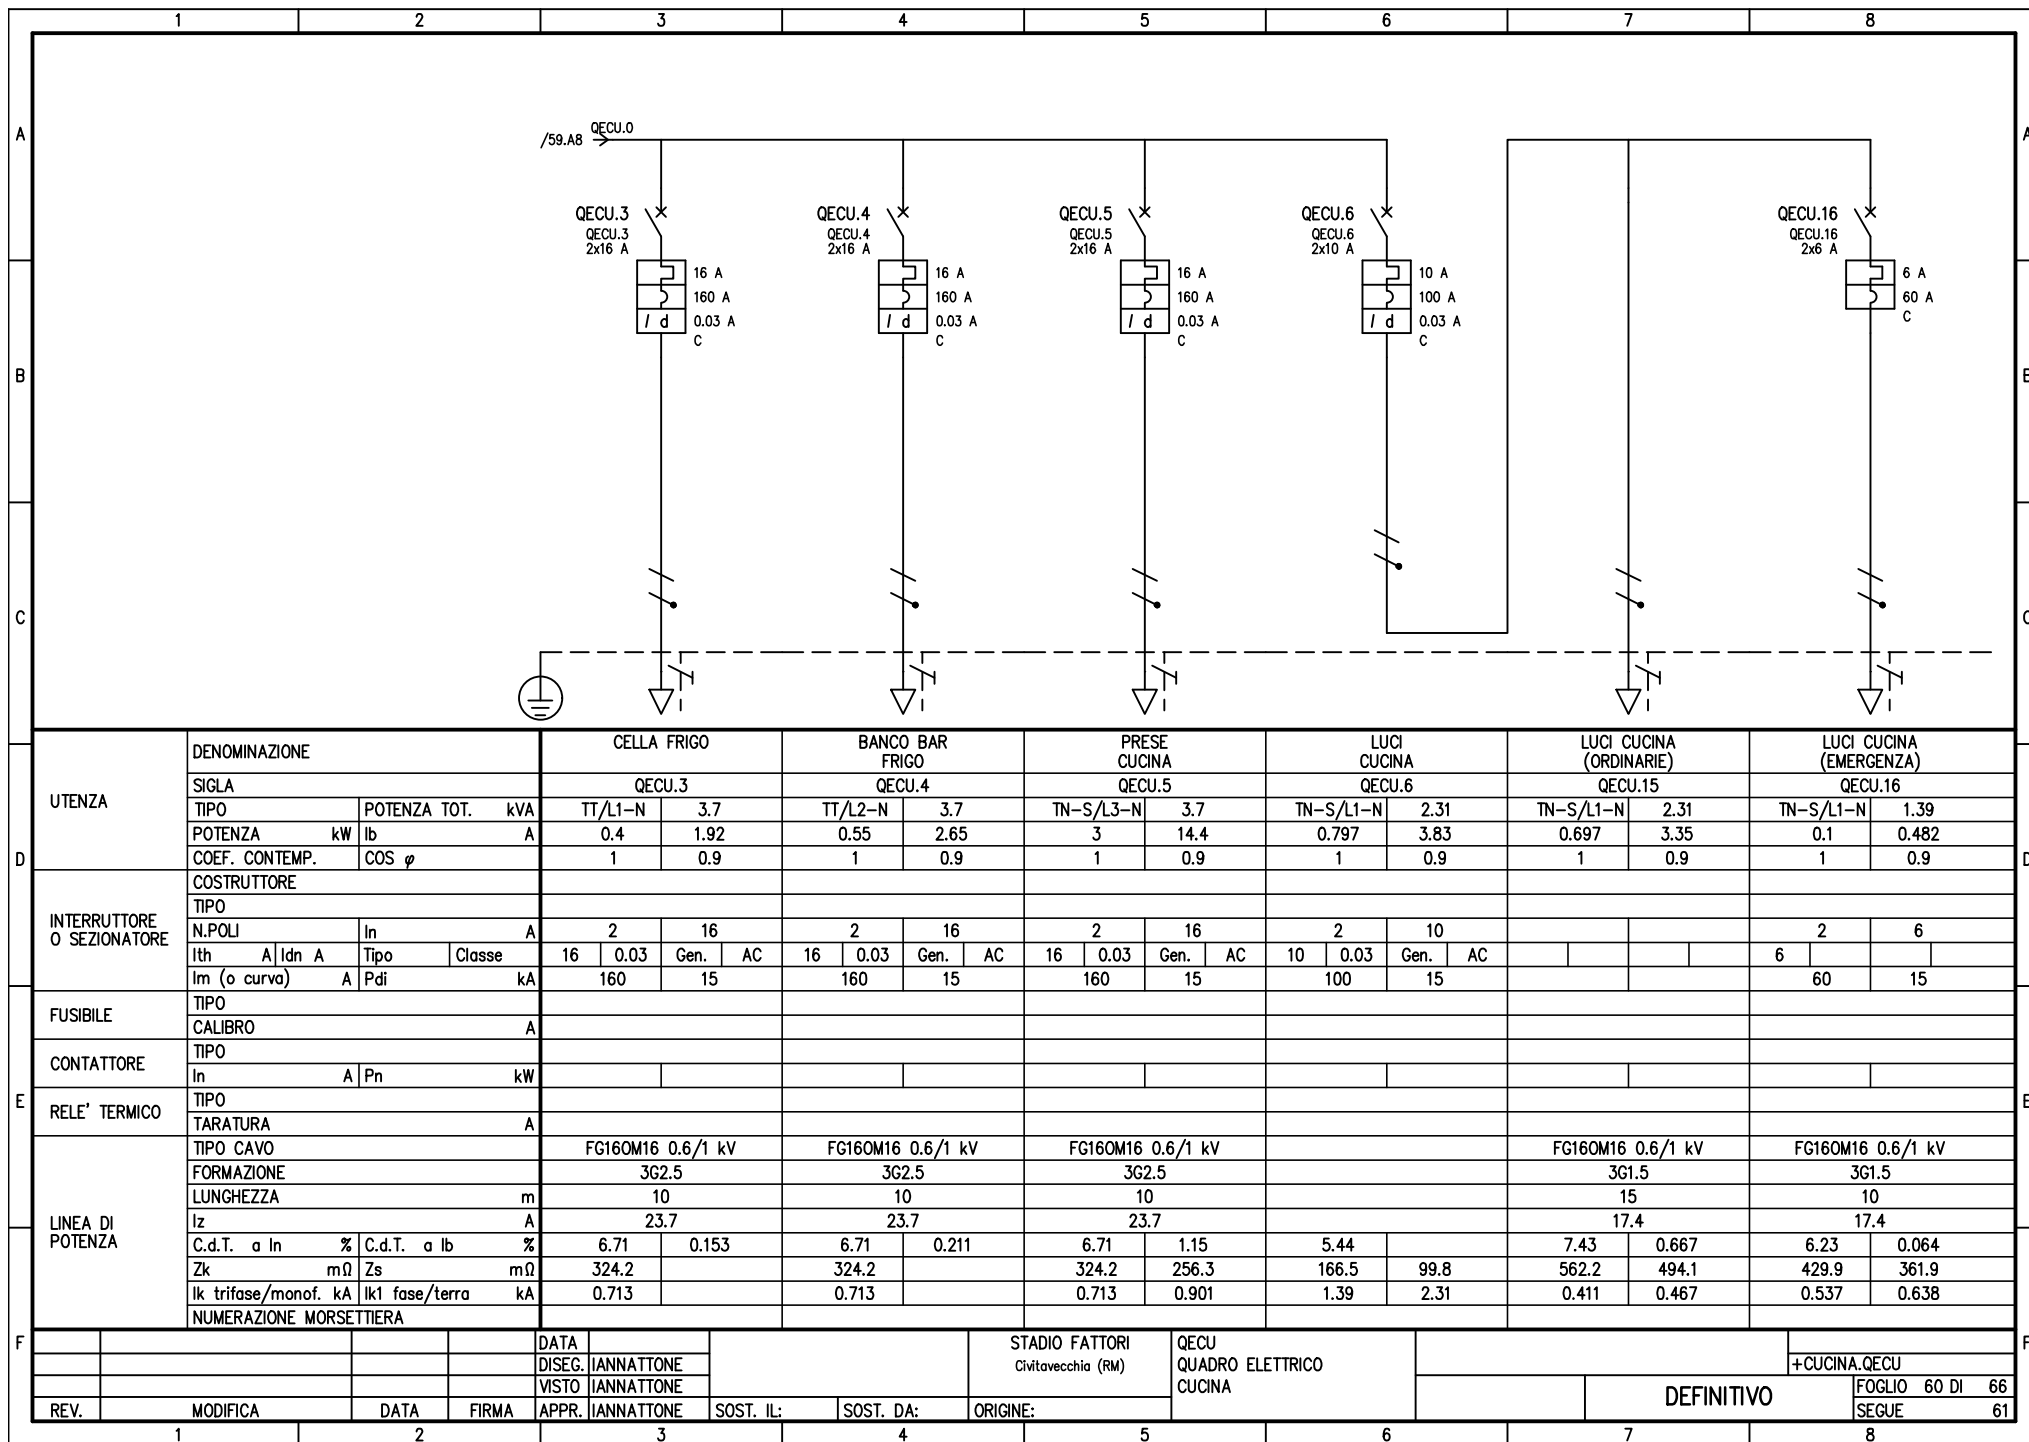 1 2 3 4 5 6 7 8
A
B
C
D
E
F
/59.A8
QECU.0
QECU.3
QECU.3
2x16 A
16 A
160 A
I d 0.03 A
C
QECU.4
QECU.4
2x16 A
16 A
160 A
I d 0.03 A
C
QECU.5
QECU.5
2x16 A
16 A
160 A
I d 0.03 A
C
QECU.6
QECU.6
2x10 A
10 A
100 A
I d 0.03 A
C
QECU.16
QECU.16
2x6 A
6 A
60 A
C
UTENZA
DENOMINAZIONE CELLA FRIGO BANCO BAR FRIGO PRESE CUCINA LUCI CUCINA LUCI CUCINA (ORDINARIE) LUCI CUCINA (EMERGENZA)
SIGLA QECU.3 QECU.4 QECU.5 QECU.6 QECU.15 QECU.16
TIPO POTENZA TOT. kVA TT/L1-N 3.7 TT/L2-N 3.7 TN-S/L3-N 3.7 TN-S/L1-N 2.31 TN-S/L1-N 2.31 TN-S/L1-N 1.39
POTENZA kW Ib A 0.4 1.92 0.55 2.65 3 14.4 0.797 3.83 0.697 3.35 0.1 0.482
COEF. CONTEMP. COS φ 1 0.9 1 0.9 1 0.9 1 0.9 1 0.9 1 0.9
INTERRUTTORE
O SEZIONATORE
COSTRUTTORE
TIPO
N.POLI In A 2 16 2 16 2 16 2 10 2 6
Ith A Idn A Tipo Classe 16 0.03 Gen. AC 16 0.03 Gen. AC 16 0.03 Gen. AC 10 0.03 Gen. AC 6
Im (o curva) A Pdi kA 160 15 160 15 160 15 100 15 60 15
FUSIBILE
TIPO
CALIBRO A
CONTATTORE
TIPO
In A Pn kW
RELE' TERMICO
TIPO
TARATURA A
LINEA DI
POTENZA
TIPO CAVO FG16OM16 0.6/1 kV FG16OM16 0.6/1 kV FG16OM16 0.6/1 kV FG16OM16 0.6/1 kV FG16OM16 0.6/1 kV
FORMAZIONE 3G2.5 3G2.5 3G2.5 3G1.5 3G1.5
LUNGHEZZA m 10 10 10 15 10
Iz A 23.7 23.7 23.7 17.4 17.4
C.d.T. a In % C.d.T. a Ib % 6.71 0.153 6.71 0.211 6.71 1.15 5.44 7.43 0.667 6.23 0.064
Zk mΩ Zs mΩ 324.2 324.2 324.2 256.3 166.5 99.8 562.2 494.1 429.9 361.9
Ik trifase/monof. kA Ik1 fase/terra kA 0.713 0.713 0.713 0.901 1.39 2.31 0.411 0.467 0.537 0.638
NUMERAZIONE MORSETTIERA
DATA
DISEG. IANNATTONE
VISTO IANNATTONE
REV. MODIFICA DATA FIRMA APPR. IANNATTONE SOST. IL: SOST. DA: ORIGINE:
STADIO FATTORI
Civitavecchia (RM)
QECU
QUADRO ELETTRICO
CUCINA
DEFINITIVO
+CUCINA.QECU
FOGLIO 60 DI 66
SEGUE 61
A
B
C
D
E
F
1 2 3 4 5 6 7 8